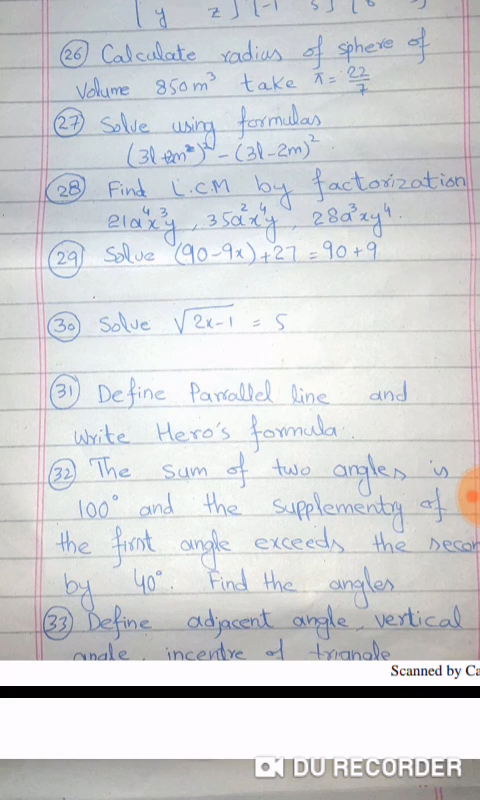 y z] [-1
(26) Calculate radius of sphere of
Volume 850m³ take π = 22/7
(27) Solve using formulas
(3l+2m)² - (3l-2m)²
(28) Find L.C.M by factorization
21a⁴x³y, 35a²x⁴y, 28a³xy⁴.
(29) Solve (90-9x)+27 = 90+9
(30) Solve √2x-1 = 5
(31) Define Parrallel line and
Write Hero's formula.
(32) The sum of two angles is
100° and the supplementry of
the first angle exceeds the secon
by 40°. Find the angles
(33) Define adjacent angle, vertical
angle, incentre of triangle
Scanned by Ca
DU RECORDER